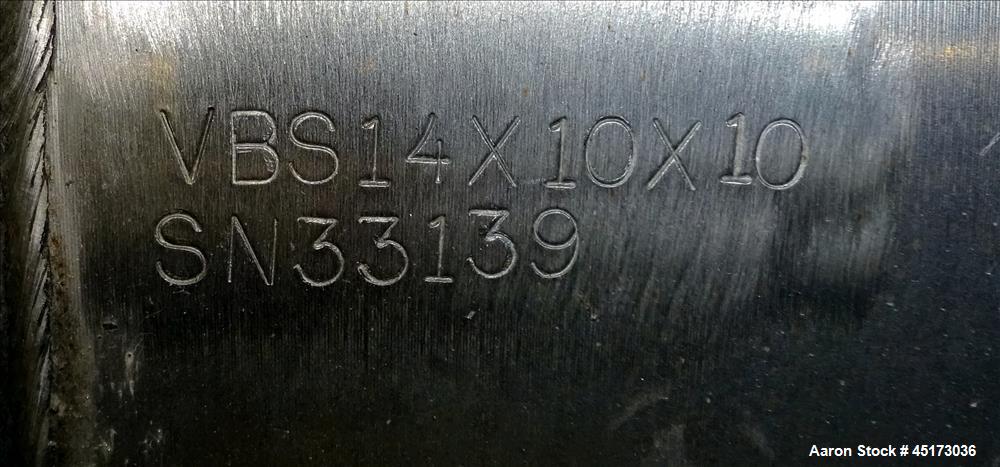 VBS14X10X10
SN33139
Aaron Stock # 45173036